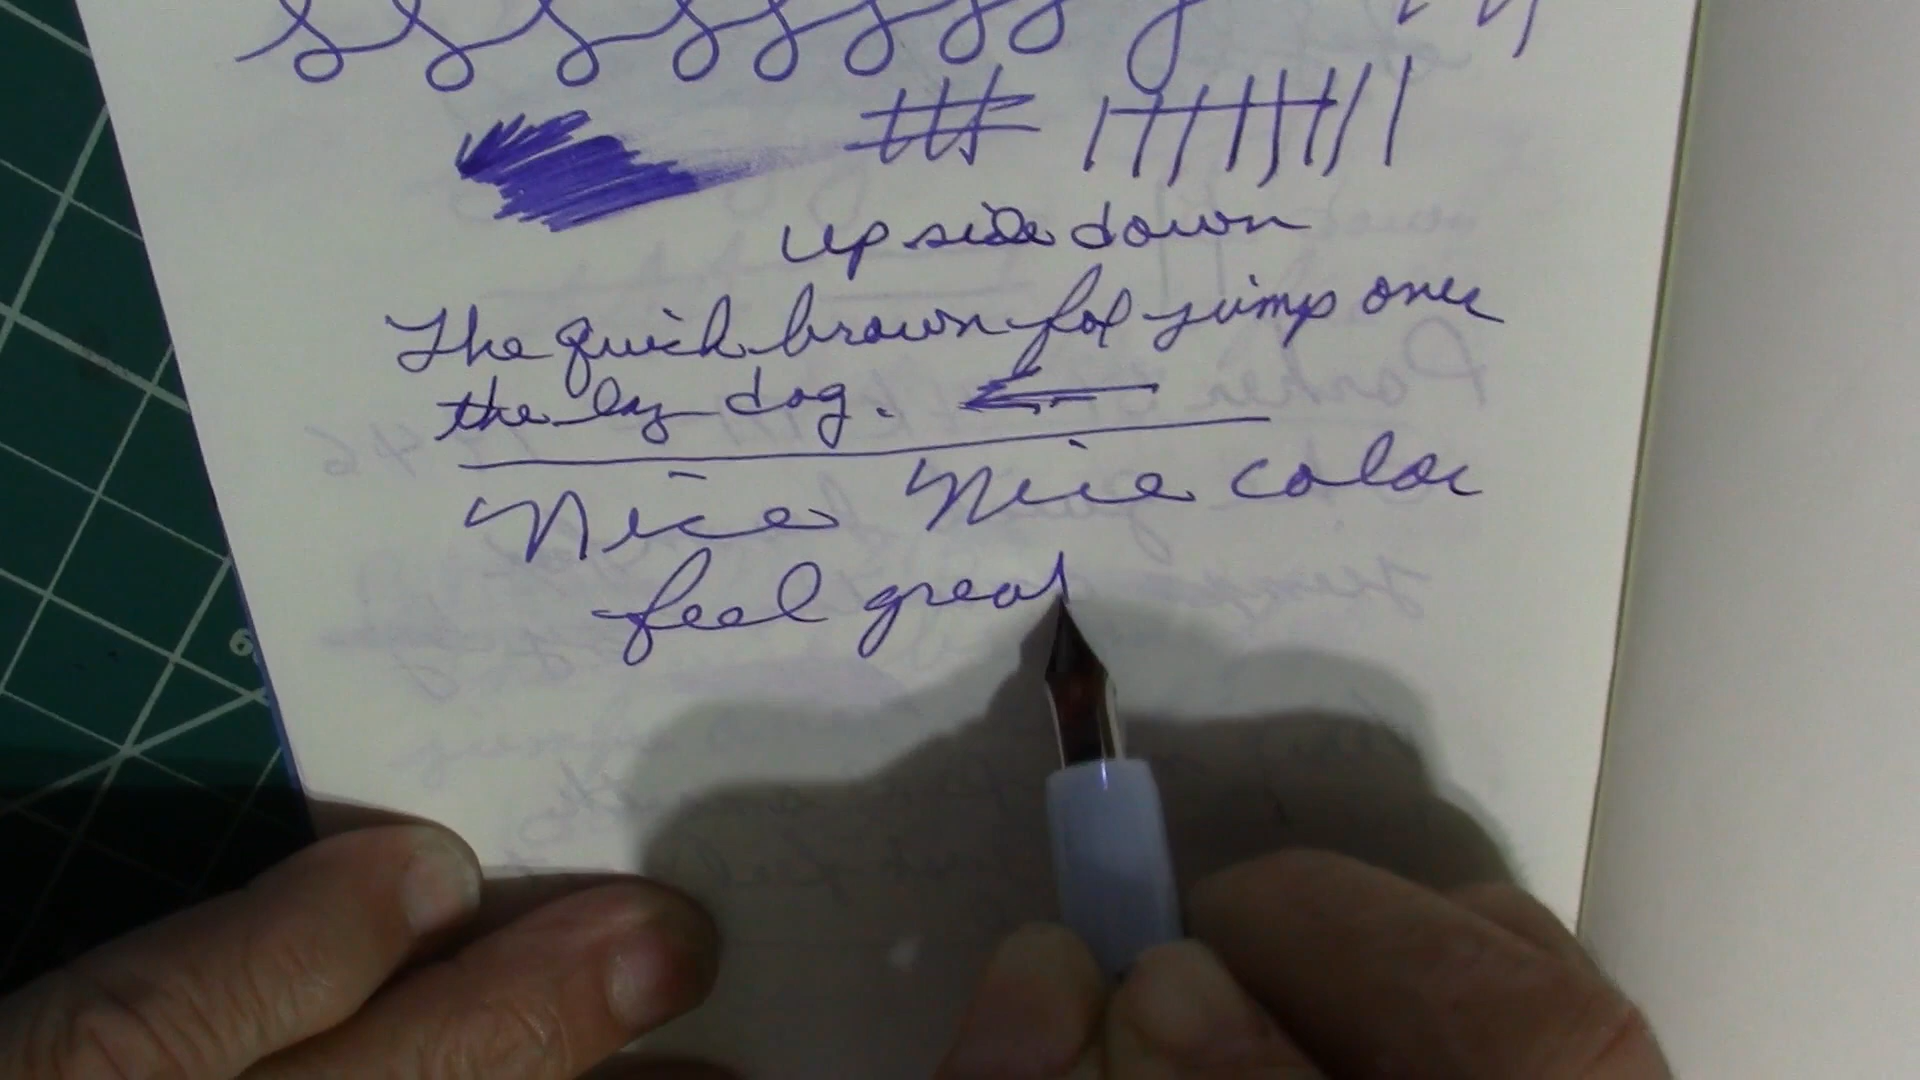 up side down
The quick brown fox jump over
the lazy dog.
Nice Nice color
feel great